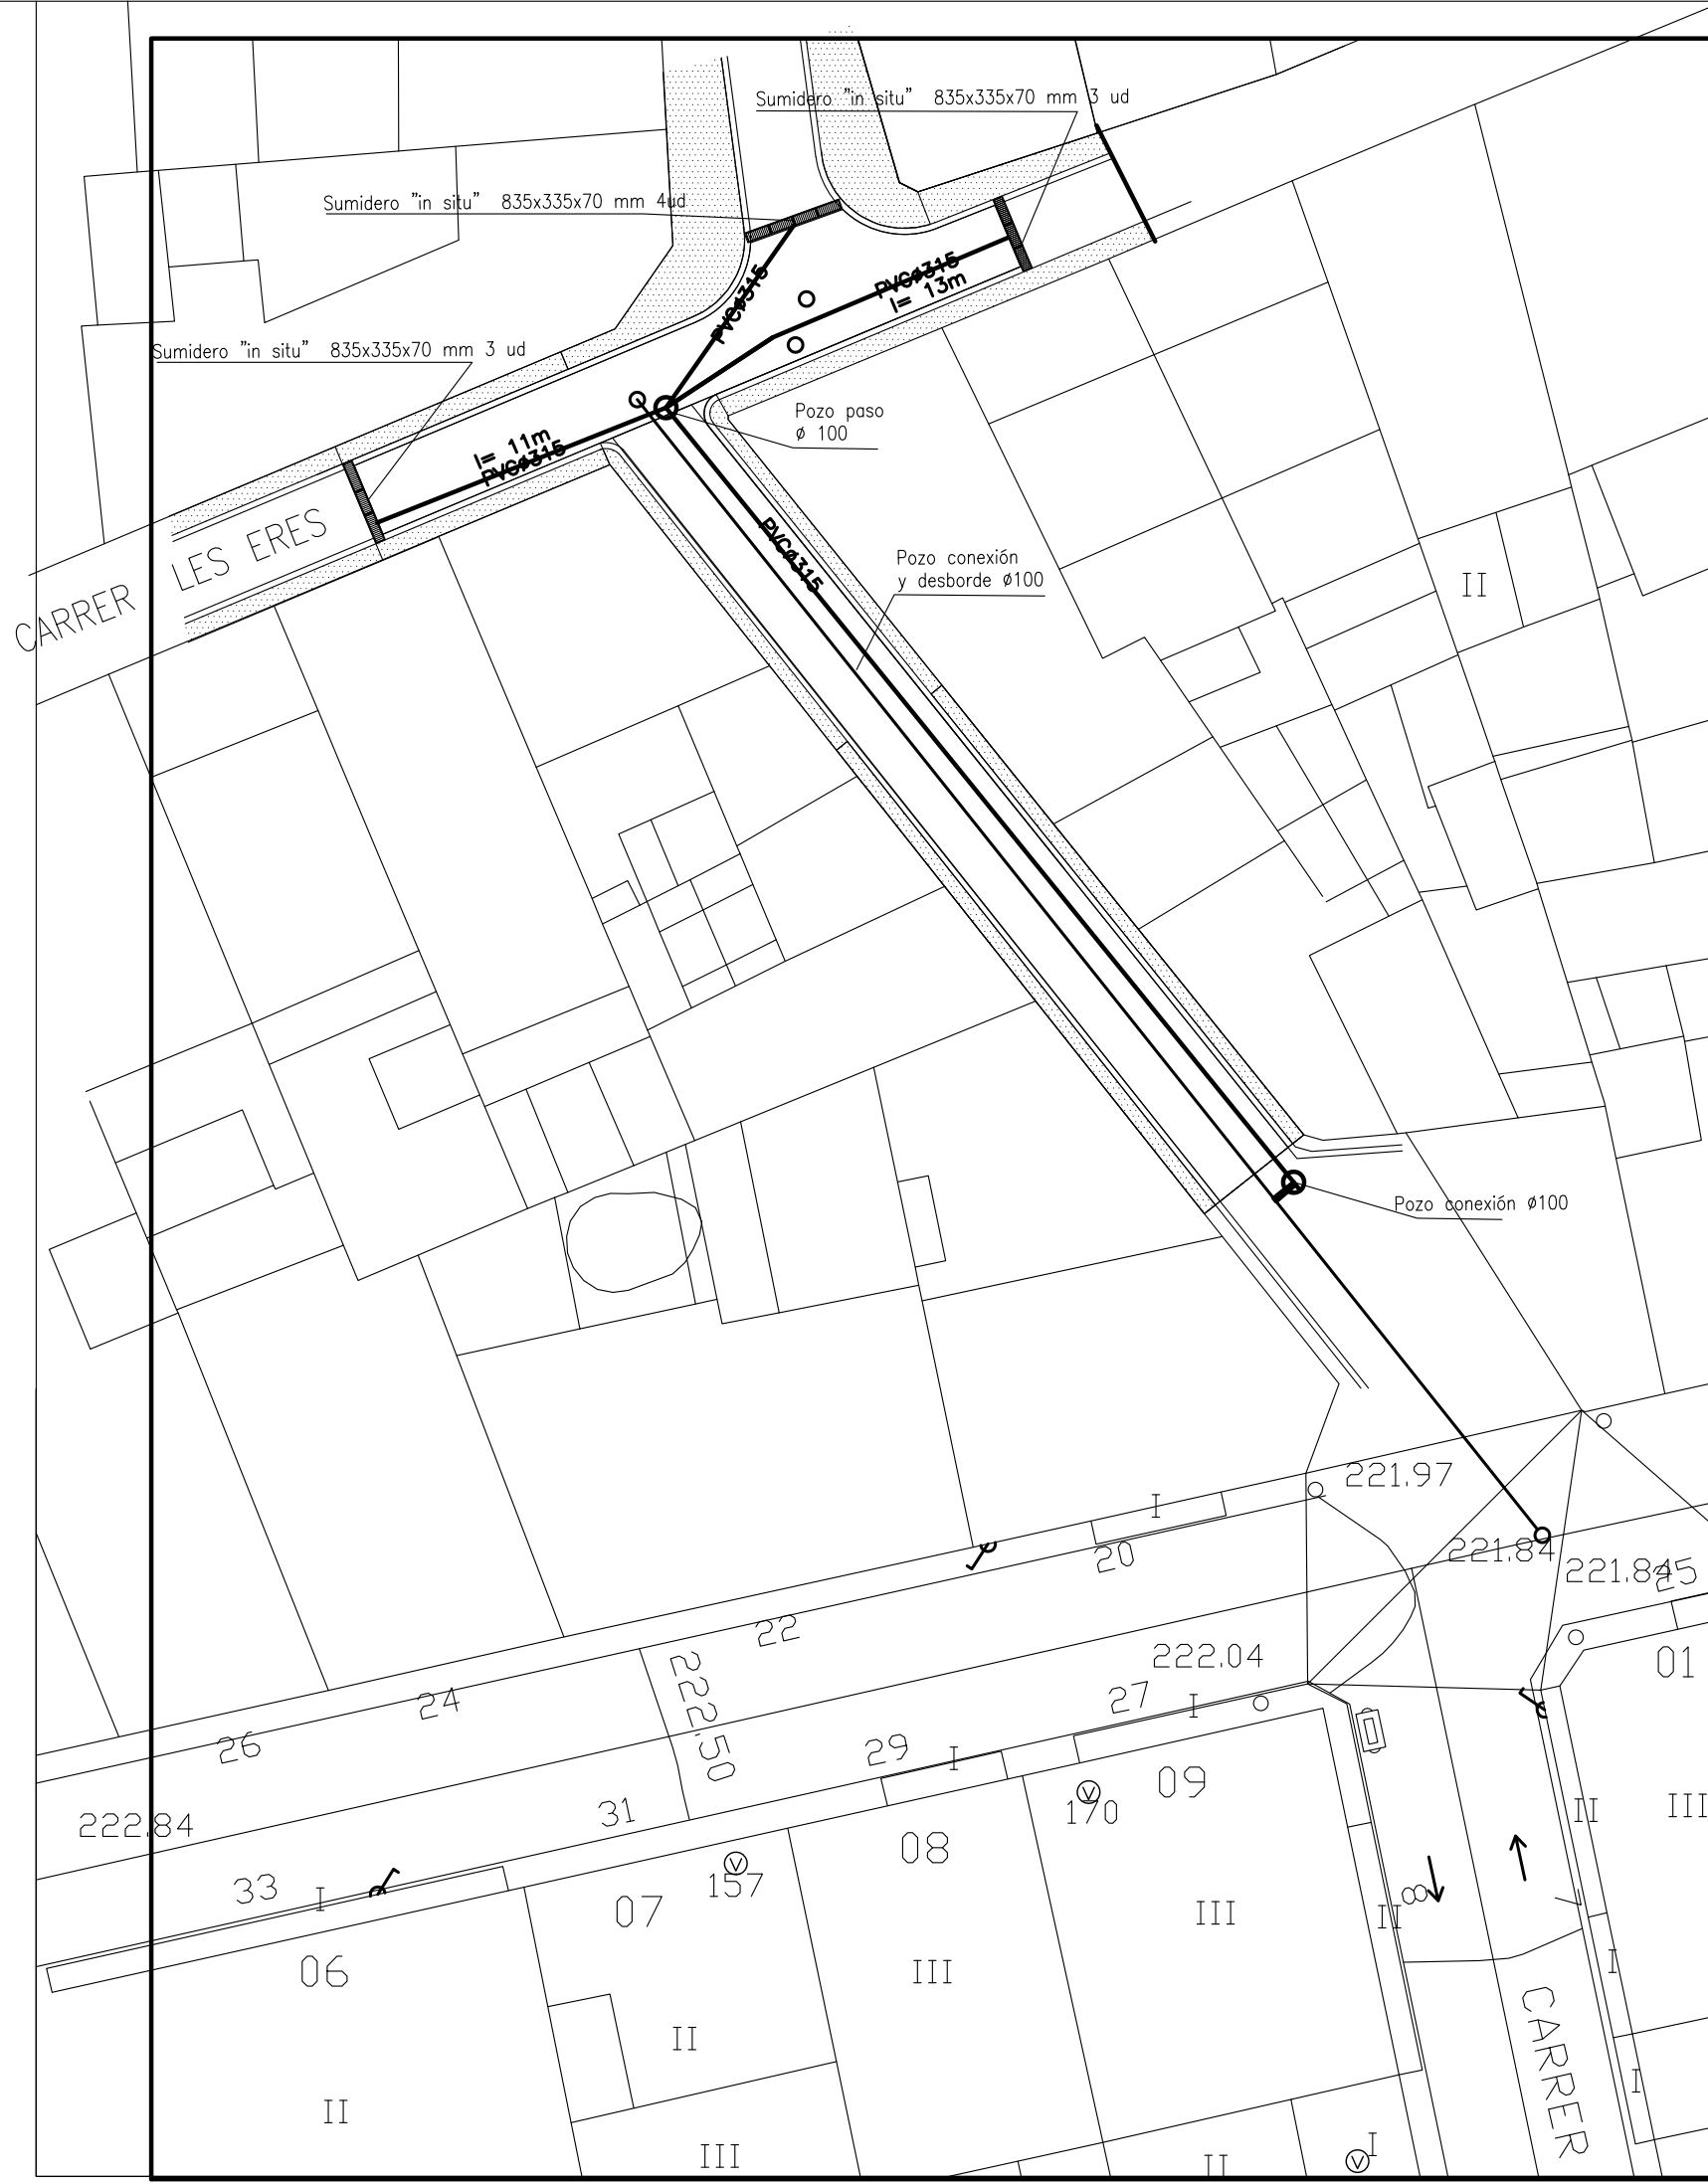 Sumidero "in situ" 835x335x70 mm 3 ud
Sumidero "in situ" 835x335x70 mm 4ud
PVCø315
PVCø315
l= 13m
Sumidero "in situ" 835x335x70 mm 3 ud
Pozo paso
ø 100
l= 11m
PVCø315
CARRER LES ERES
PVCø315
Pozo conexión
y desborde ø100
II
Pozo conexión ø100
221.97
I
20
221.84
221.84
25
22
222.50
222.04
01
24
27
I
26
29
I
09
170
II
III
222.84
31
08
157
33
I
07
8
7
II
III
06
III
I
CARRER
II
I
II
III
I
II